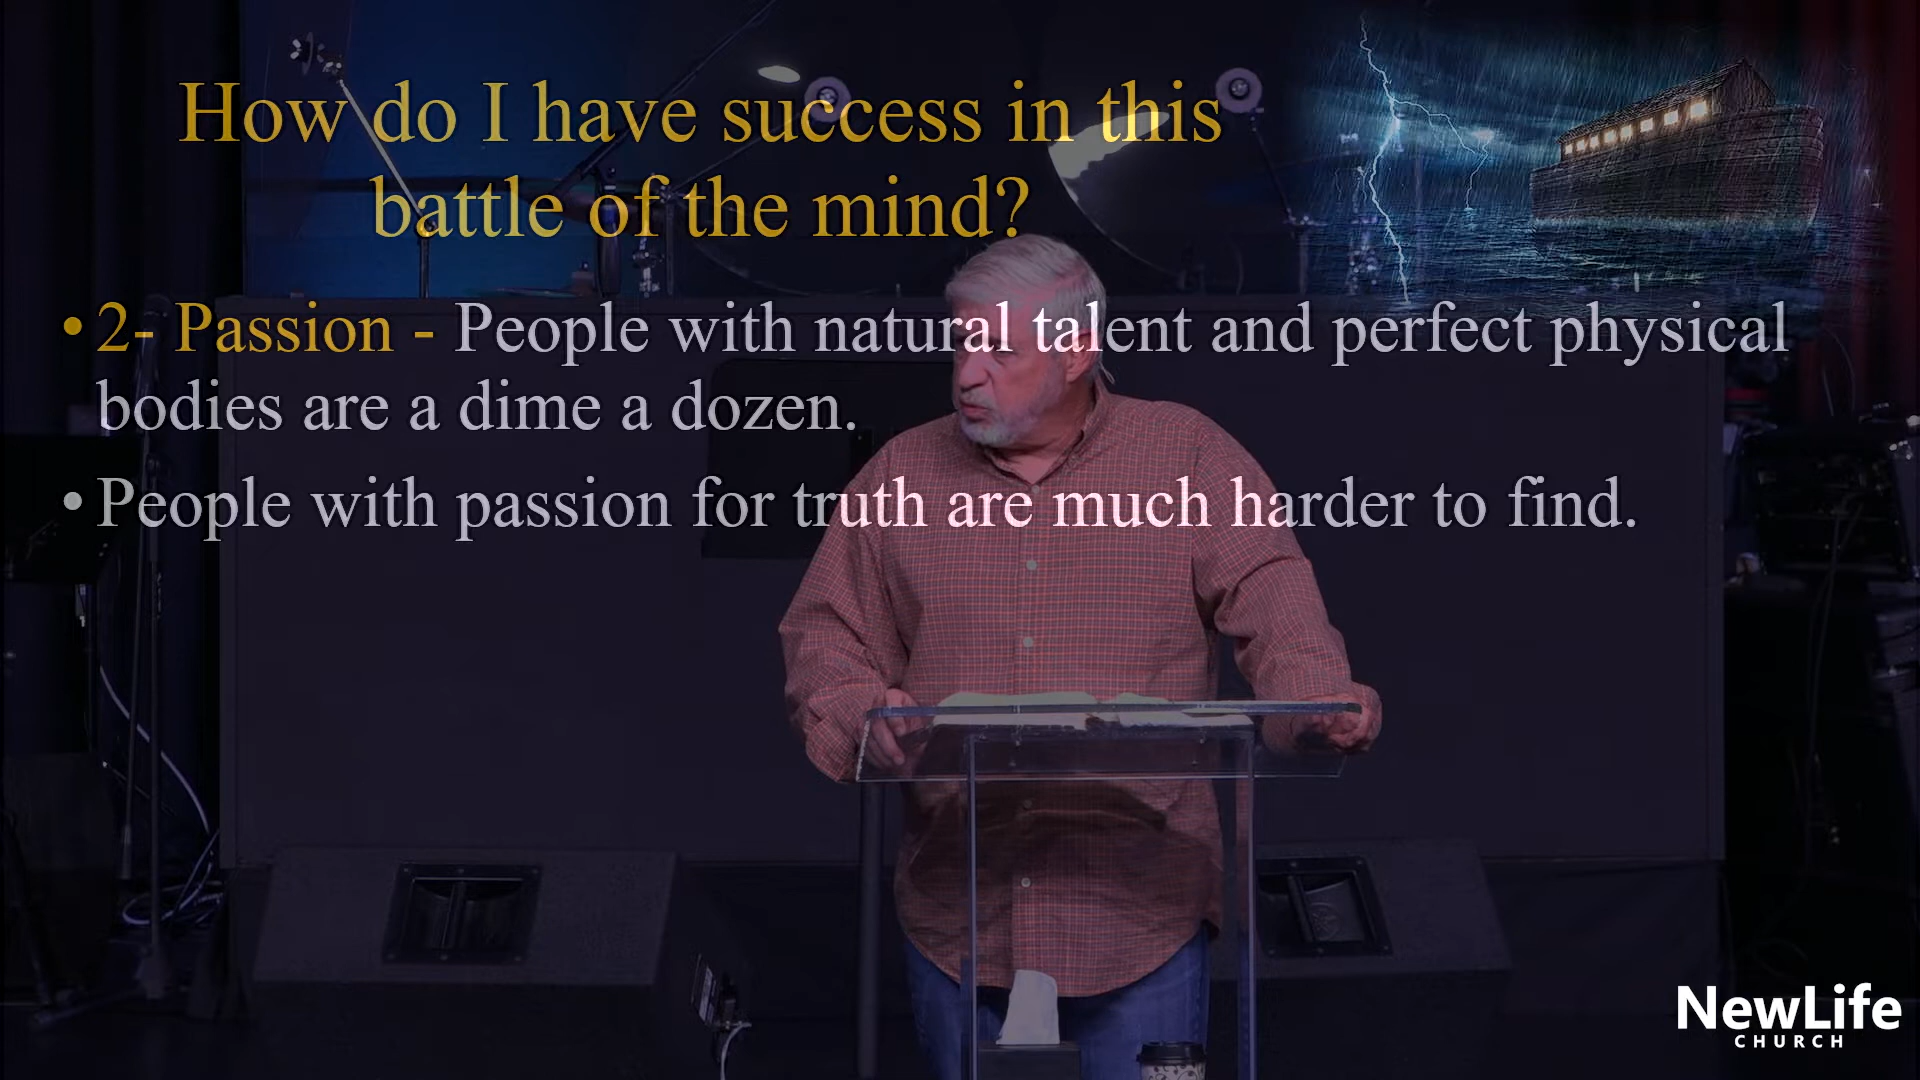 How do I have success in this
battle of the mind?
• 2- Passion - People with natural talent and perfect physical
bodies are a dime a dozen.
• People with passion for truth are much harder to find.
NewLife
CHURCH